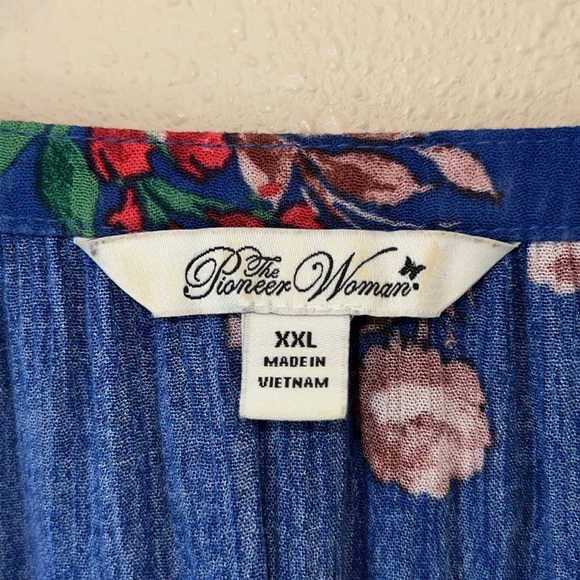 The
Pioneer Woman
XXL
MADE IN
VIETNAM